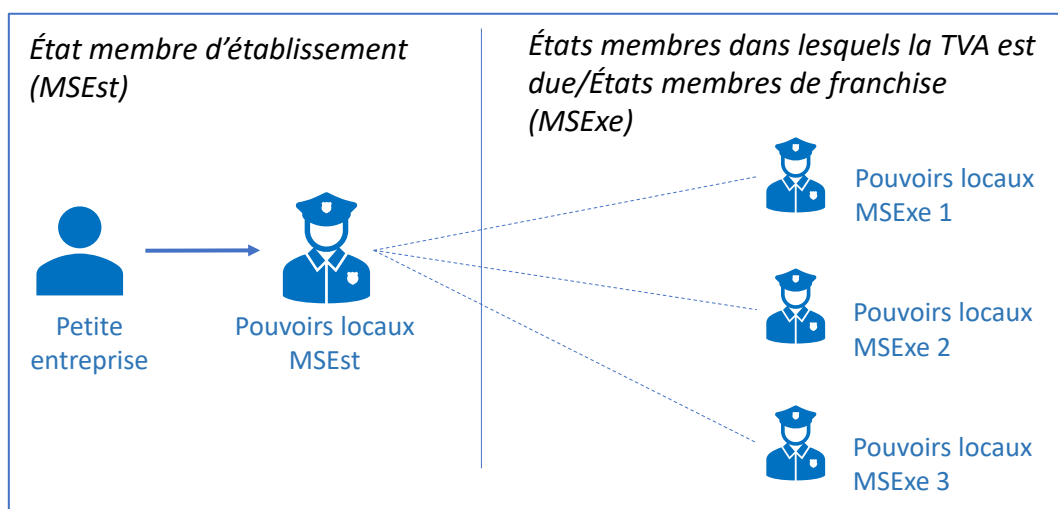 État membre d’établissement
(MSEst)
États membres dans lesquels la TVA est
due/États membres de franchise
(MSExe)
Petite
entreprise
Pouvoirs locaux
MSEst
Pouvoirs locaux
MSExe 1
Pouvoirs locaux
MSExe 2
Pouvoirs locaux
MSExe 3